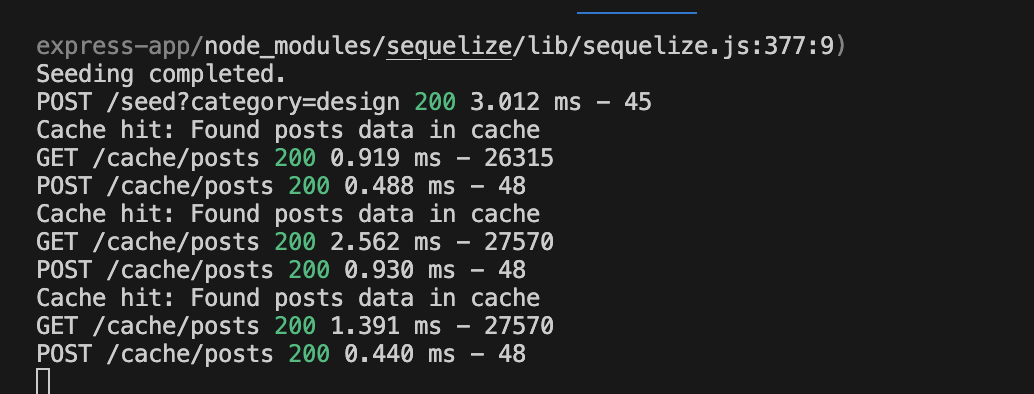 express-app/node_modules/sequelize/lib/sequelize.js:377:9)
Seeding completed.
POST /seed?category=design 200 3.012 ms - 45
Cache hit: Found posts data in cache
GET /cache/posts 200 0.919 ms - 26315
POST /cache/posts 200 0.488 ms - 48
Cache hit: Found posts data in cache
GET /cache/posts 200 2.562 ms - 27570
POST /cache/posts 200 0.930 ms - 48
Cache hit: Found posts data in cache
GET /cache/posts 200 1.391 ms - 27570
POST /cache/posts 200 0.440 ms - 48